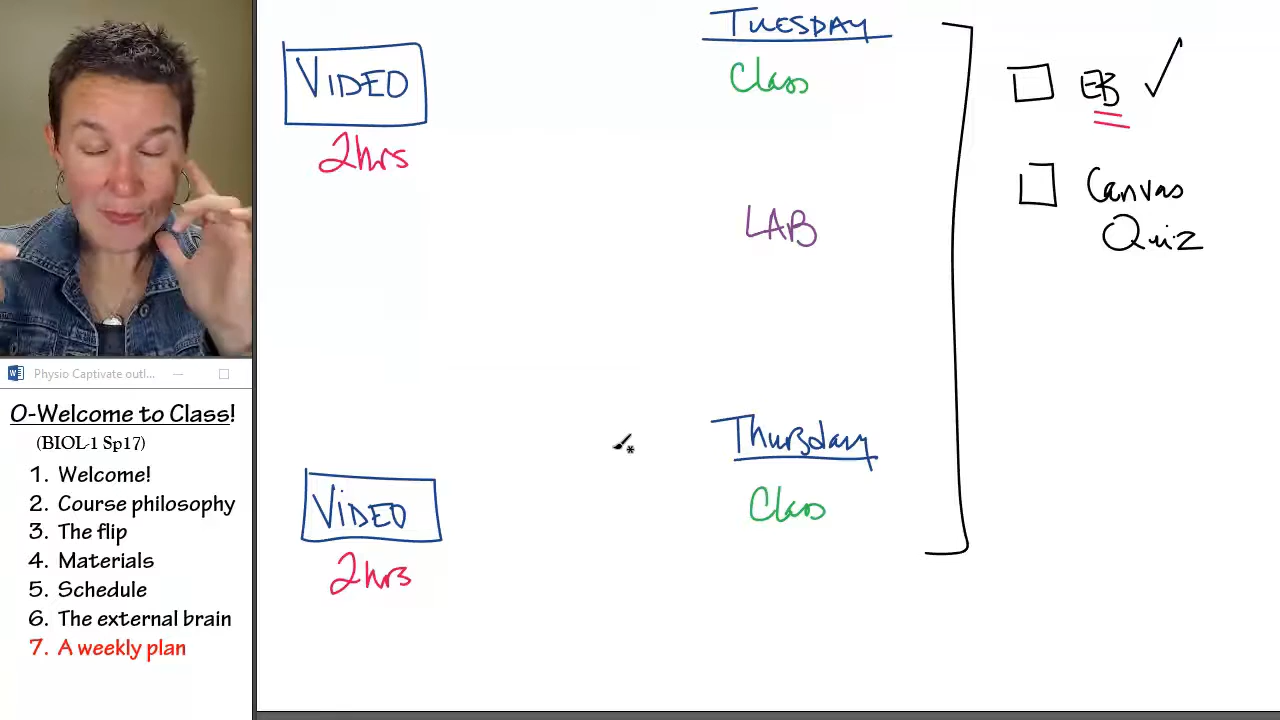 TUESDAY
VIDEO
Class
EB
2hrs
Canvas
Quiz
LAB
Thursday
VIDEO
Class
2hrs
Physio Captivate outl...
0-Welcome to Class!
(BIOL-1 Sp17)
1. Welcome!
2. Course philosophy
3. The flip
4. Materials
5. Schedule
6. The external brain
7. A weekly plan